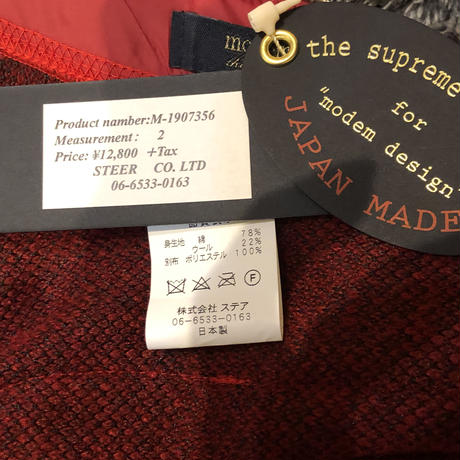 mo
the supreme
for
"modem design"
JAPAN MADE
Product namber:M-1907356
Measurement : 2
Price: ¥12,800 +Tax
STEER CO. LTD
06-6533-0163
身生地 綿 78%
ウール 22%
別布 ポリエステル 100%
F
株式会社 ステア
06-6533-0163
日本製